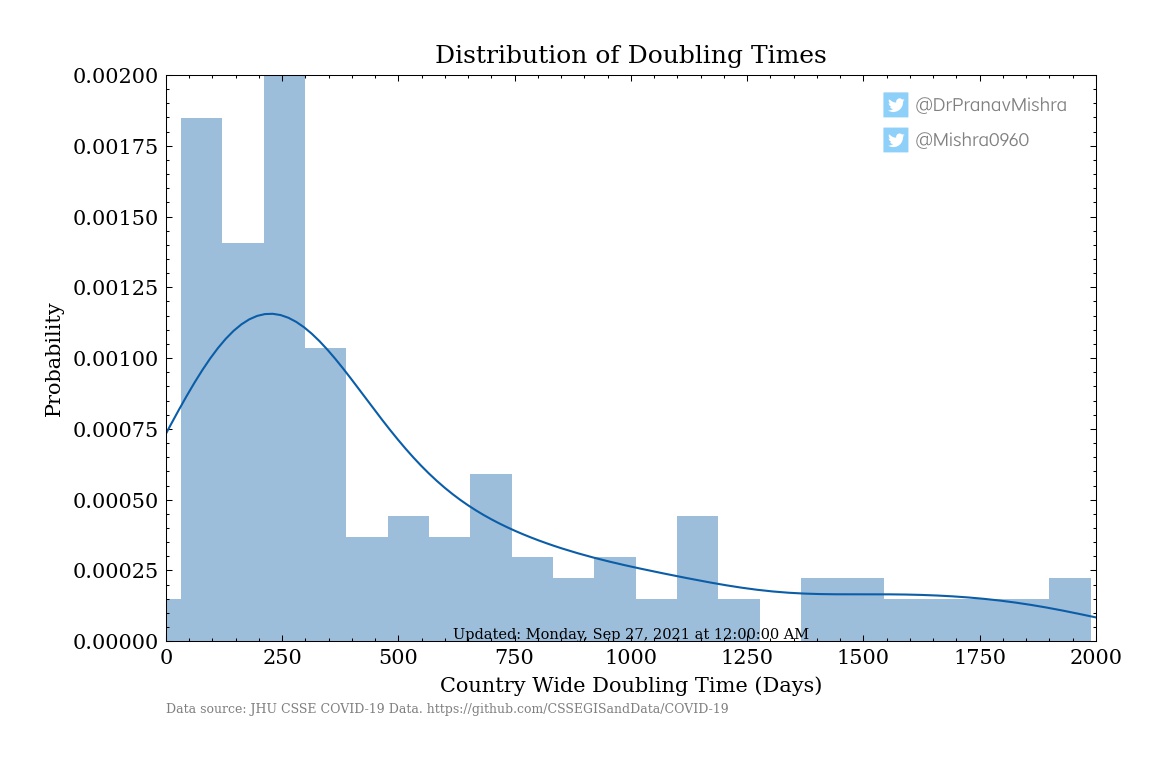 Distribution of Doubling Times
@DrPranavMishra
@Mishra0960
Probability
0.00200
0.00175
0.00150
0.00125
0.00100
0.00075
0.00050
0.00025
0.00000
Updated: Monday, Sep 27, 2021 at 12:00:00 AM
0 250 500 750 1000 1250 1500 1750 2000
Country Wide Doubling Time (Days)
Data source: JHU CSSE COVID-19 Data. https://github.com/CSSEGISandData/COVID-19